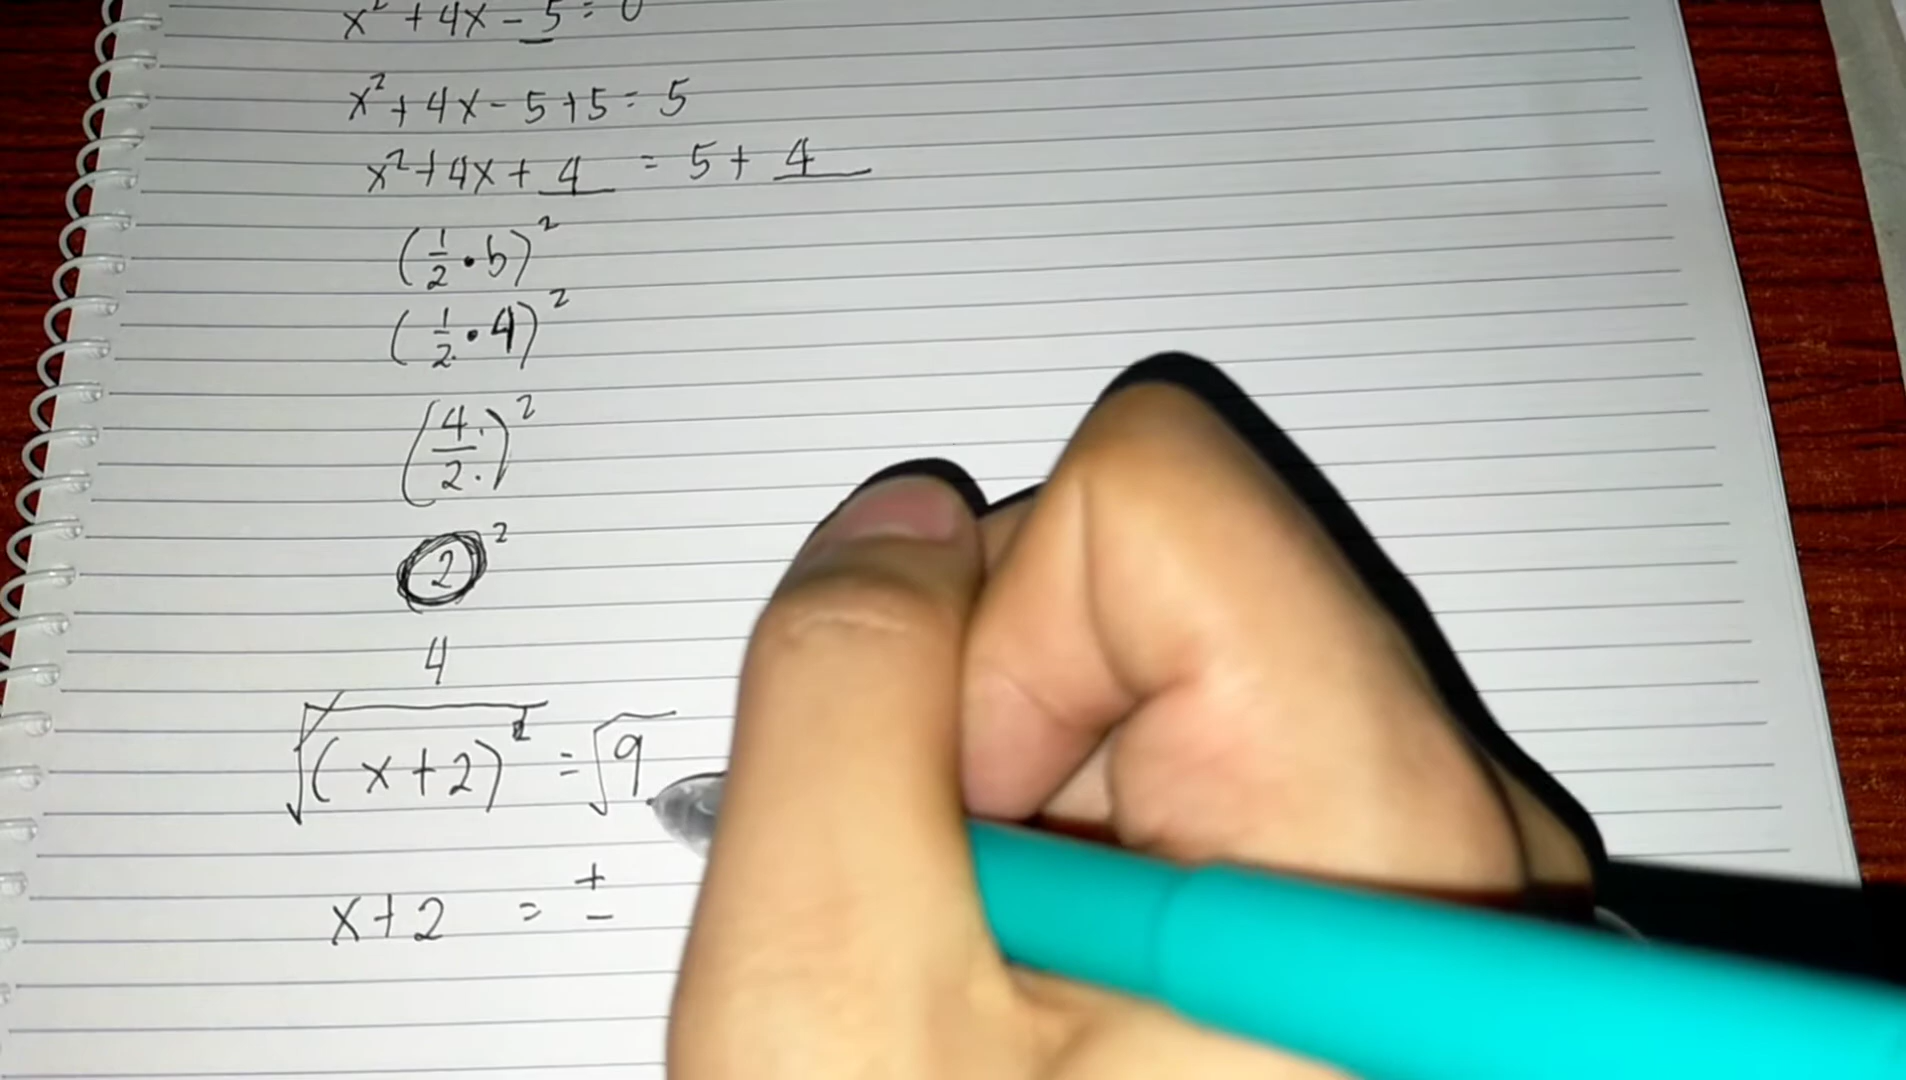 x² + 4x - 5 = 0
x² + 4x - 5 + 5 = 5
x² + 4x + 4 = 5 + 4
(1/2 • b)²
(1/2 • 4)²
(4/2)²
2²
4
√(x+2)² = √9
x + 2 = ±